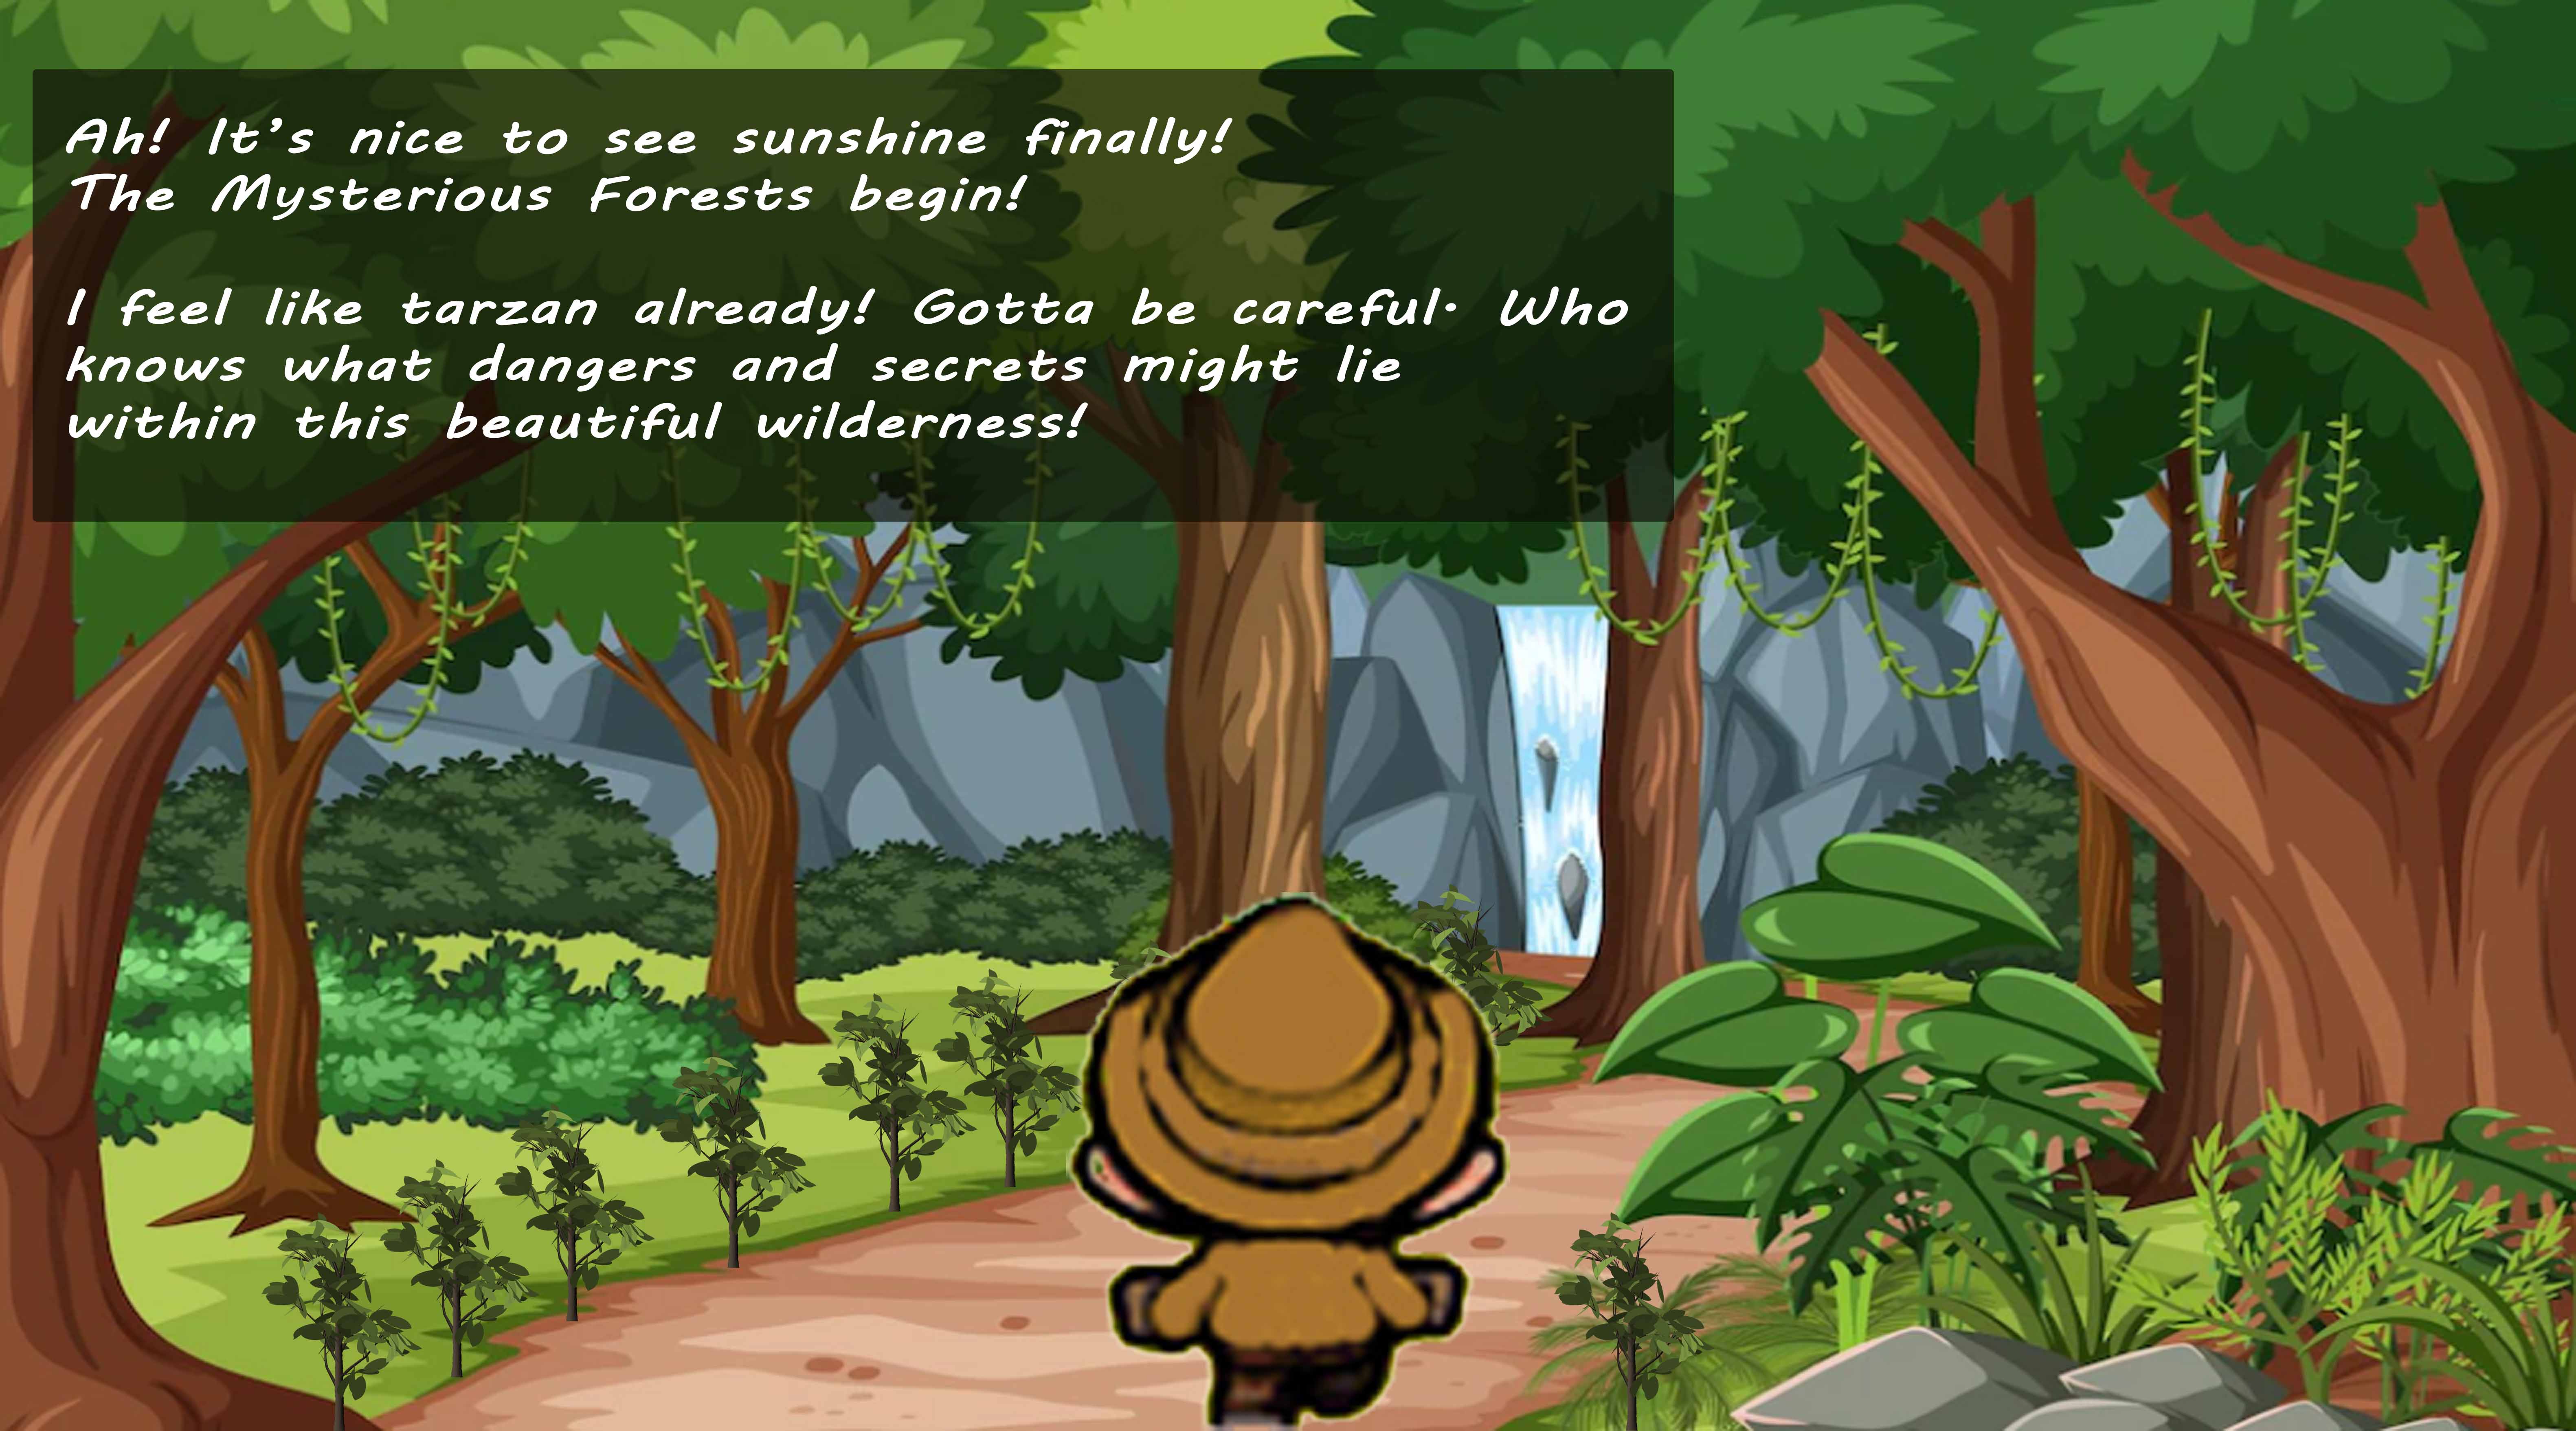 Ah! It's nice to see sunshine finally!
The Mysterious Forests begin!
I feel like tarzan already! Gotta be careful. Who
knows what dangers and secrets might lie
within this beautiful wilderness!